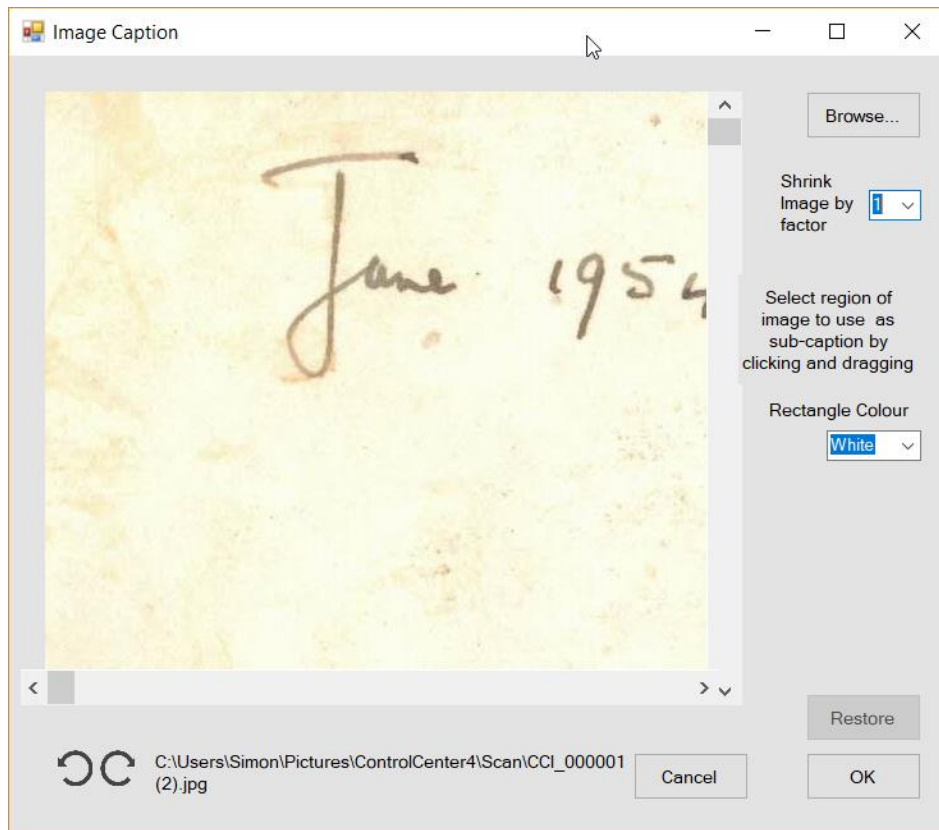 Image Caption
Browse...
Shrink
Image by
factor
1
June 1954
Select region of
image to use as
sub-caption by
clicking and dragging
Rectangle Colour
White
Restore
C:\Users\Simon\Pictures\ControlCenter4\Scan\CCI_000001
(2).jpg
Cancel
OK